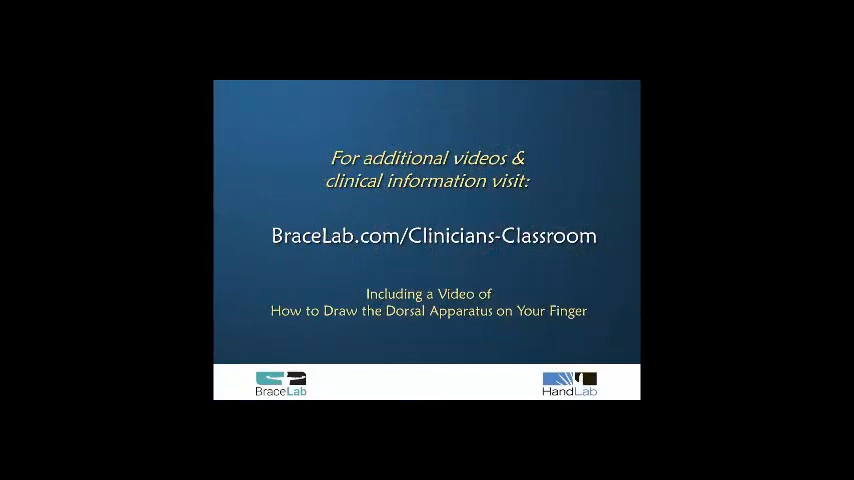 For additional videos &
clinical information visit:
BraceLab.com/Clinicians-Classroom
Including a Video of
How to Draw the Dorsal Apparatus on Your Finger
BraceLab
HandLab